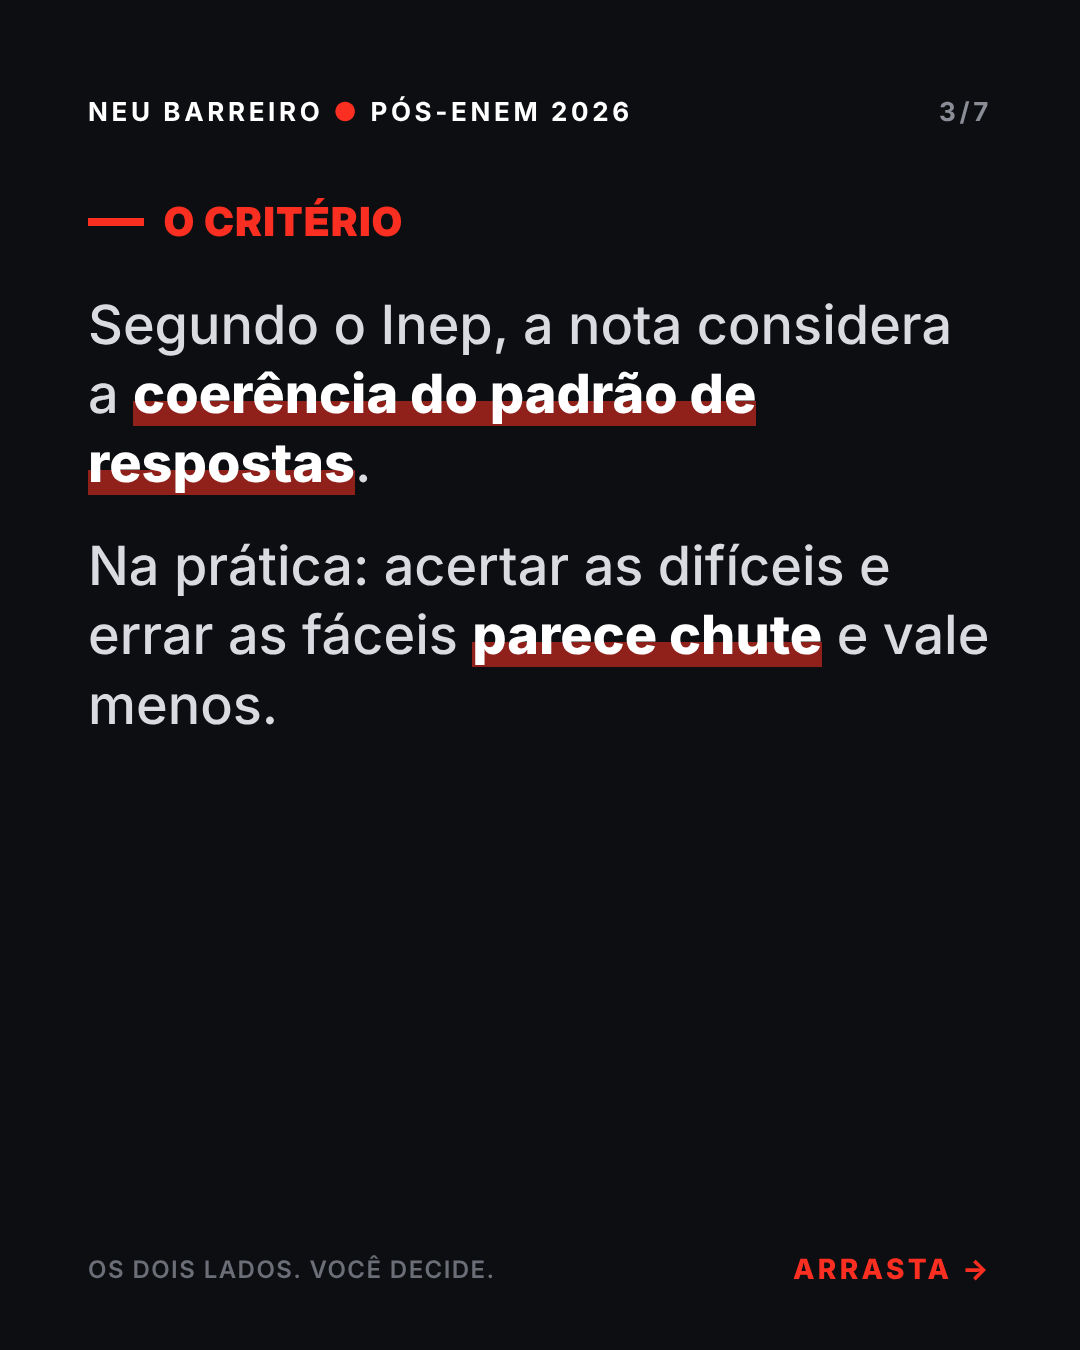 NEU BARREIRO ● PÓS-ENEM 2026
3/7
O CRITÉRIO
Segundo o Inep, a nota considera
a coerência do padrão de
respostas.
Na prática: acertar as difíceis e
errar as fáceis parece chute e vale
menos.
OS DOIS LADOS. VOCÊ DECIDE.
ARRASTA →